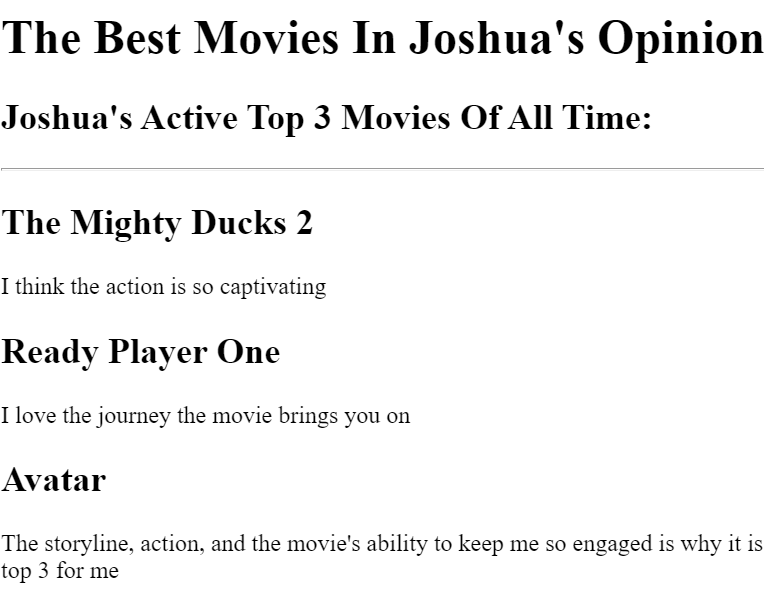 The Best Movies In Joshua's Opinion
Joshua's Active Top 3 Movies Of All Time:
The Mighty Ducks 2
I think the action is so captivating
Ready Player One
I love the journey the movie brings you on
Avatar
The storyline, action, and the movie's ability to keep me so engaged is why it is
top 3 for me